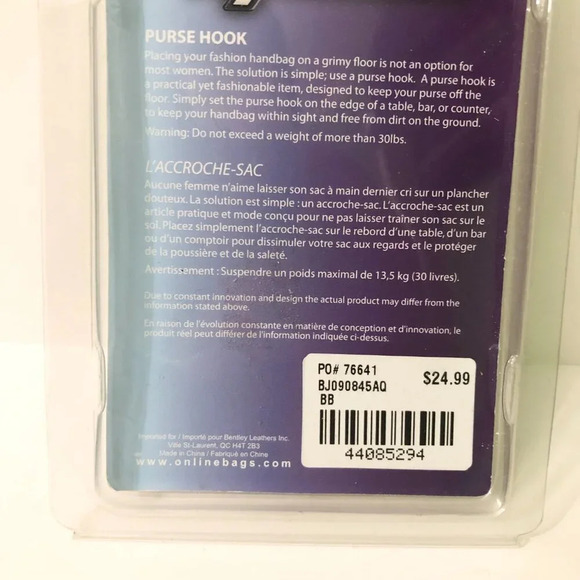 PURSE HOOK
Placing your fashion handbag on a grimy floor is not an option for
most women. The solution is simple; use a purse hook. A purse hook is
a practical yet fashionable item, designed to keep your purse off the
floor. Simply set the purse hook on the edge of a table, bar, or counter,
to keep your handbag within sight and free from dirt on the ground.
Warning: Do not exceed a weight of more than 30lbs.
L'ACCROCHE-SAC
Aucune femme n'aime laisser son sac à main dernier cri sur un plancher
douteux. La solution est simple : un accroche-sac. L'accroche-sac est un
article pratique et mode conçu pour ne pas laisser traîner son sac sur le
sol. Placez simplement l'accroche-sac sur le rebord d'une table, d'un bar
ou d'un comptoir pour dissimuler votre sac aux regards et le protéger
de la poussière et de la saleté.
Avertissement : Suspendre un poids maximal de 13,5 kg (30 livres).
Due to constant innovation and design the actual product may differ from the
information stated above.
En raison de l'évolution constante en matière de conception et d'innovation, le
produit réel peut différer de l'information indiquée ci-dessus.
PO# 76641
BJ090845AQ $24.99
BB
44085294
Imported for / Importé pour Bentley Leathers Inc.
Ville St-Laurent, QC H4T 2B3
Made in China / Fabriqué en Chine
www.onlinebags.com